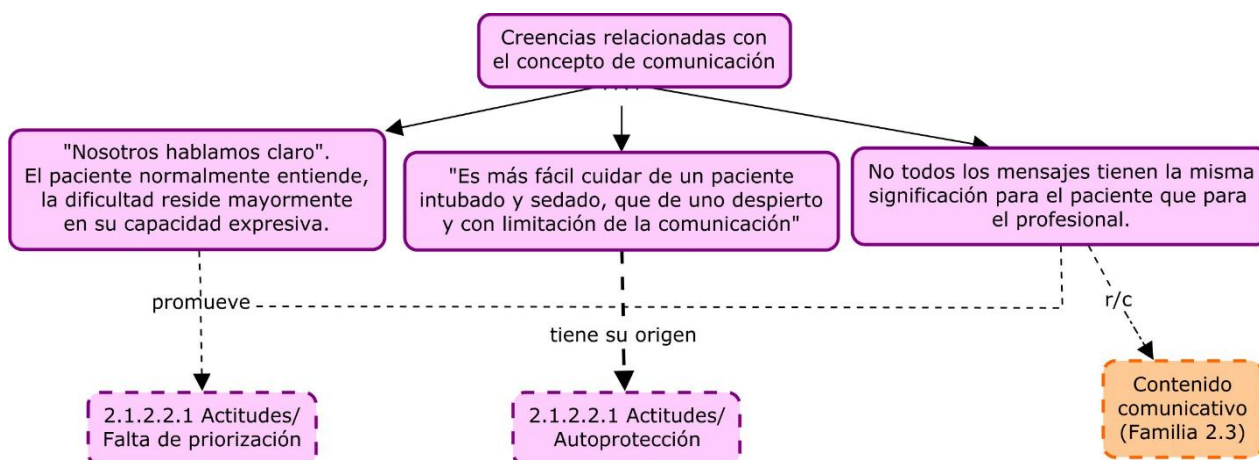 Creencias relacionadas con
el concepto de comunicación
"Nosotros hablamos claro".
El paciente normalmente entiende,
la dificultad reside mayormente
en su capacidad expresiva.
"Es más fácil cuidar de un paciente
intubado y sedado, que de uno despierto
y con limitación de la comunicación"
No todos los mensajes tienen la misma
significación para el paciente que para
el profesional.
promueve
r/c
tiene su origen
2.1.2.2.1 Actitudes/
Falta de priorización
2.1.2.2.1 Actitudes/
Autoprotección
Contenido
comunicativo
(Familia 2.3)